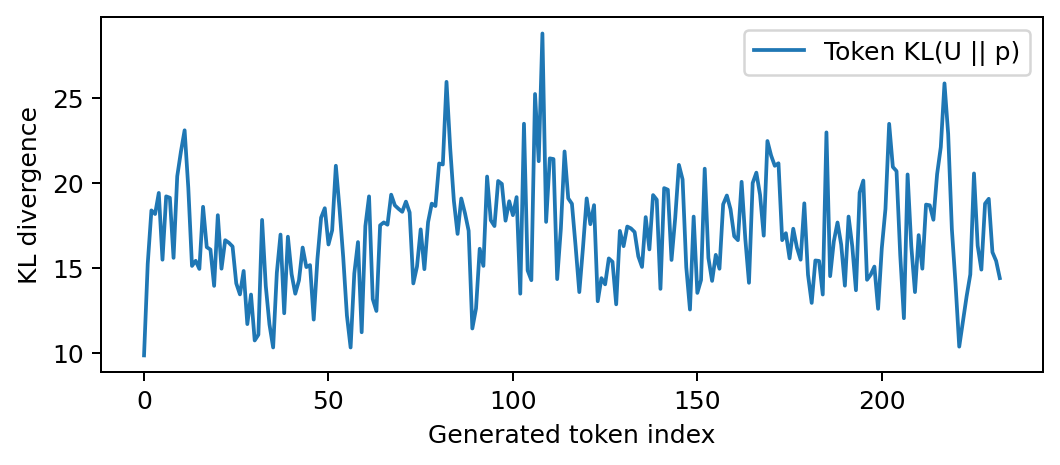 Token KL(U || p)
KL divergence
25
20
15
10
0 50 100 150 200
Generated token index